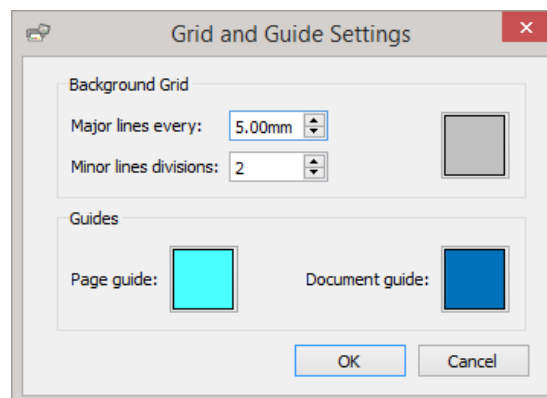 Grid and Guide Settings
Background Grid
Major lines every: 5.00mm
Minor lines divisions: 2
Guides
Page guide: Document guide:
OK Cancel